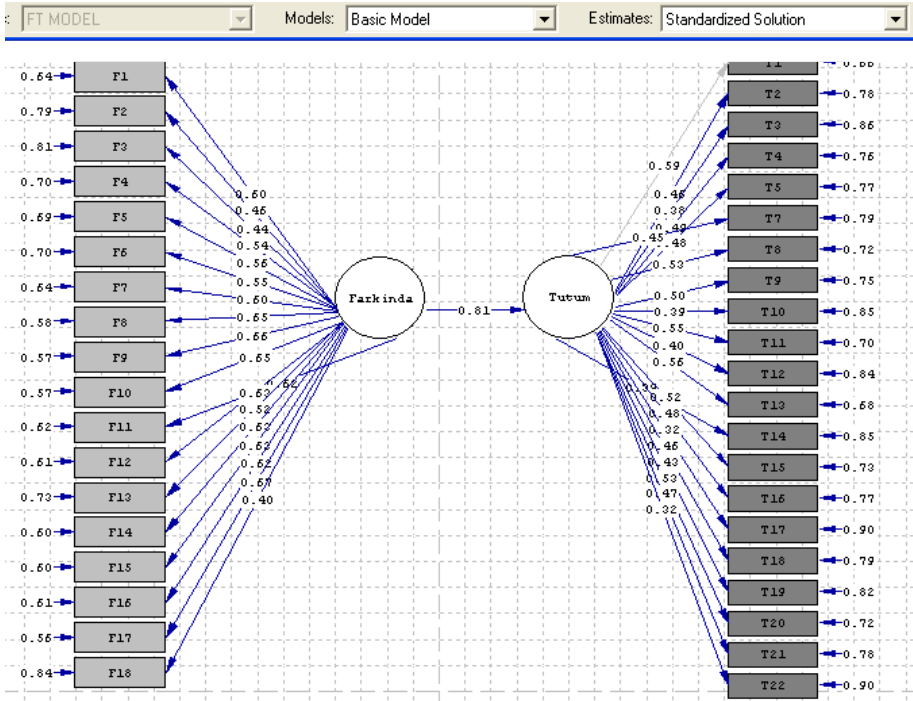 FT MODEL Models: Basic Model Estimates: Standardized Solution
0.64 F1
0.79 F2
0.81 F3
0.70 F4
0.69 F5
0.70 F6
0.64 F7
0.58 F8
0.57 F9
0.57 F10
0.62 F11
0.61 F12
0.73 F13
0.60 F14
0.60 F15
0.61 F16
0.56 F17
0.84 F18
0.60
0.46
0.44
0.54
0.56
0.55
0.60
0.65
0.66
0.65
0.62
0.62
0.52
0.63
0.63
0.62
0.67
0.40
Farkinda
0.81
Tutum
0.59
0.46
0.38
0.49
0.45
0.48
0.53
0.50
0.39
0.55
0.40
0.56
0.39
0.52
0.48
0.32
0.46
0.43
0.53
0.47
0.32
T1 0.66
T2 0.78
T3 0.86
T4 0.76
T5 0.77
T7 0.79
T8 0.72
T9 0.75
T10 0.85
T11 0.70
T12 0.84
T13 0.68
T14 0.85
T15 0.73
T16 0.77
T17 0.90
T18 0.79
T19 0.82
T20 0.72
T21 0.78
T22 0.90